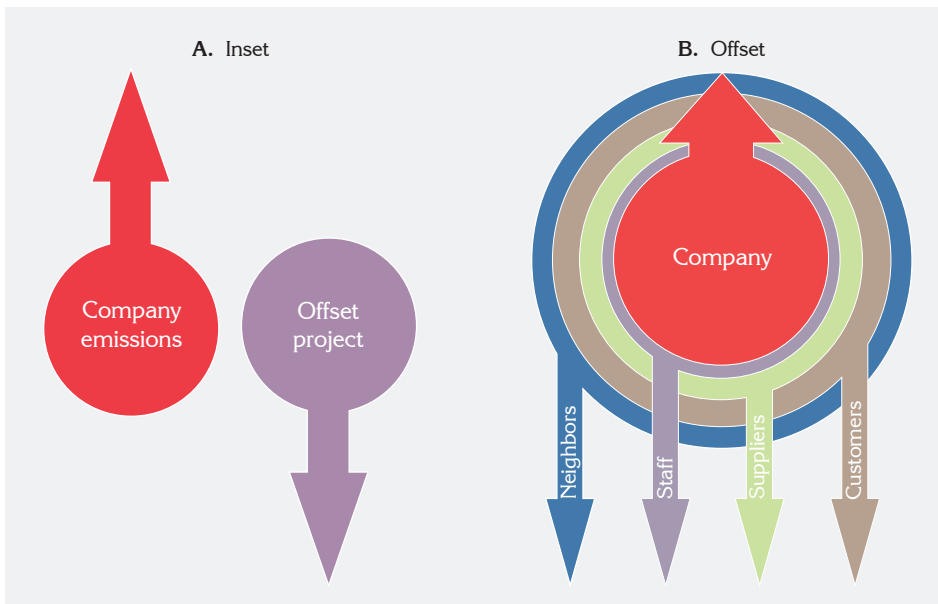 A. Inset
B. Offset
Company
emissions
Offset
project
Company
Neighbors
Staff
Suppliers
Customers